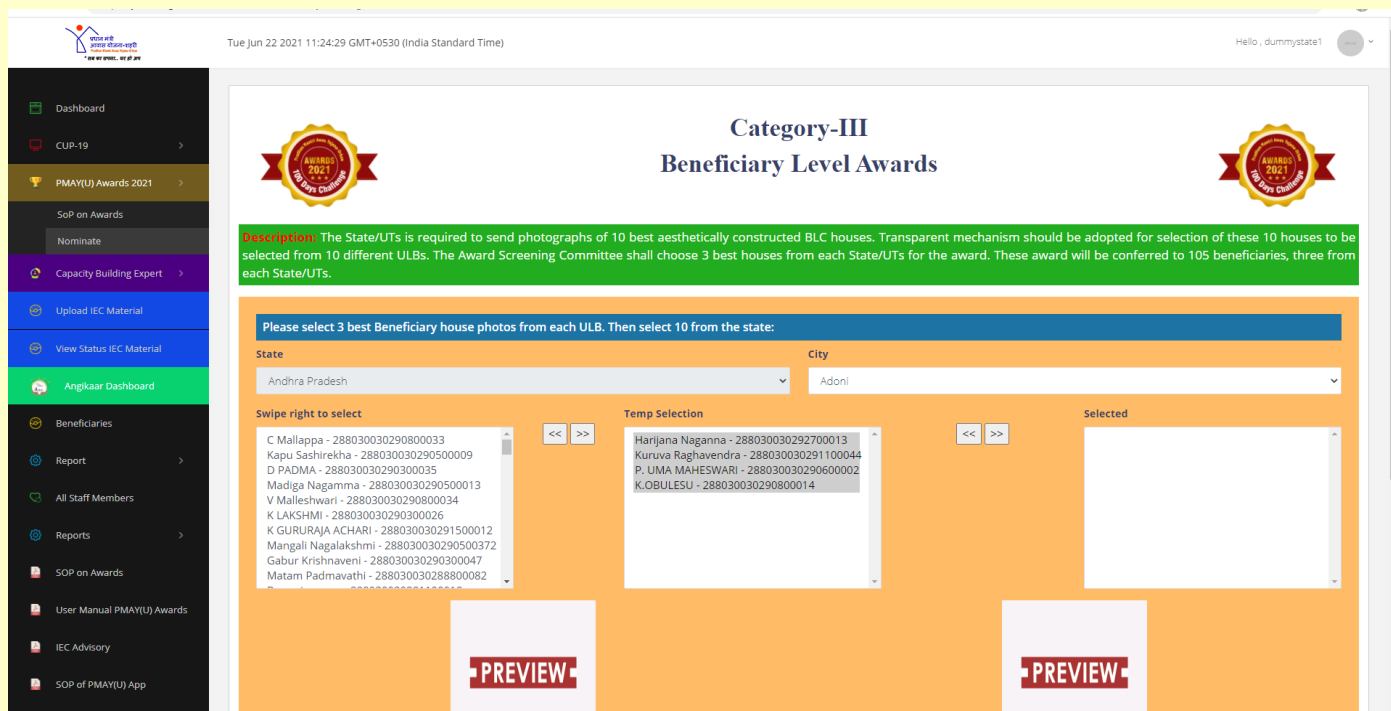 प्रधान मंत्री
आवास योजना-शहरी
Pradhan Mantri Awas Yojana-Urban
Tue Jun 22 2021 11:24:29 GMT+0530 (India Standard Time)
Hello , dummystate1
Dashboard
CUP-19
PMAY(U) Awards 2021
SoP on Awards
Nominate
Capacity Building Expert
Upload IEC Material
View Status IEC Material
Angikaar Dashboard
Beneficiaries
Report
All Staff Members
Reports
SOP on Awards
User Manual PMAY(U) Awards
IEC Advisory
SOP of PMAY(U) App
AWARDS
2021
100 Days Challenge
Category-III
Beneficiary Level Awards
AWARDS
2021
100 Days Challenge
Description: The State/UTs is required to send photographs of 10 best aesthetically constructed BLC houses. Transparent mechanism should be adopted for selection of these 10 houses to be
selected from 10 different ULBs. The Award Screening Committee shall choose 3 best houses from each State/UTs for the award. These award will be conferred to 105 beneficiaries, three from
each State/UTs.
Please select 3 best Beneficiary house photos from each ULB. Then select 10 from the state:
State
City
Andhra Pradesh
Adoni
Swipe right to select
C Mallappa - 288030030290800033
Kapu Sashirekha - 288030030290500009
D PADMA - 288030030290300035
Madiga Nagamma - 288030030290500013
V Malleshwari - 288030030290800034
K LAKSHMI - 288030030290300026
K GURURAJA ACHARI - 288030030291500012
Mangali Nagalakshmi - 288030030290500372
Gabur Krishnaveni - 288030030290300047
Matam Padmavathi - 288030030288800082
<< >>
Temp Selection
Harijana Naganna - 288030030292700013
Kuruva Raghavendra - 288030030291100044
P. UMA MAHESWARI - 288030030290600002
K.OBULESU - 288030030290800014
<< >>
Selected
PREVIEW
PREVIEW